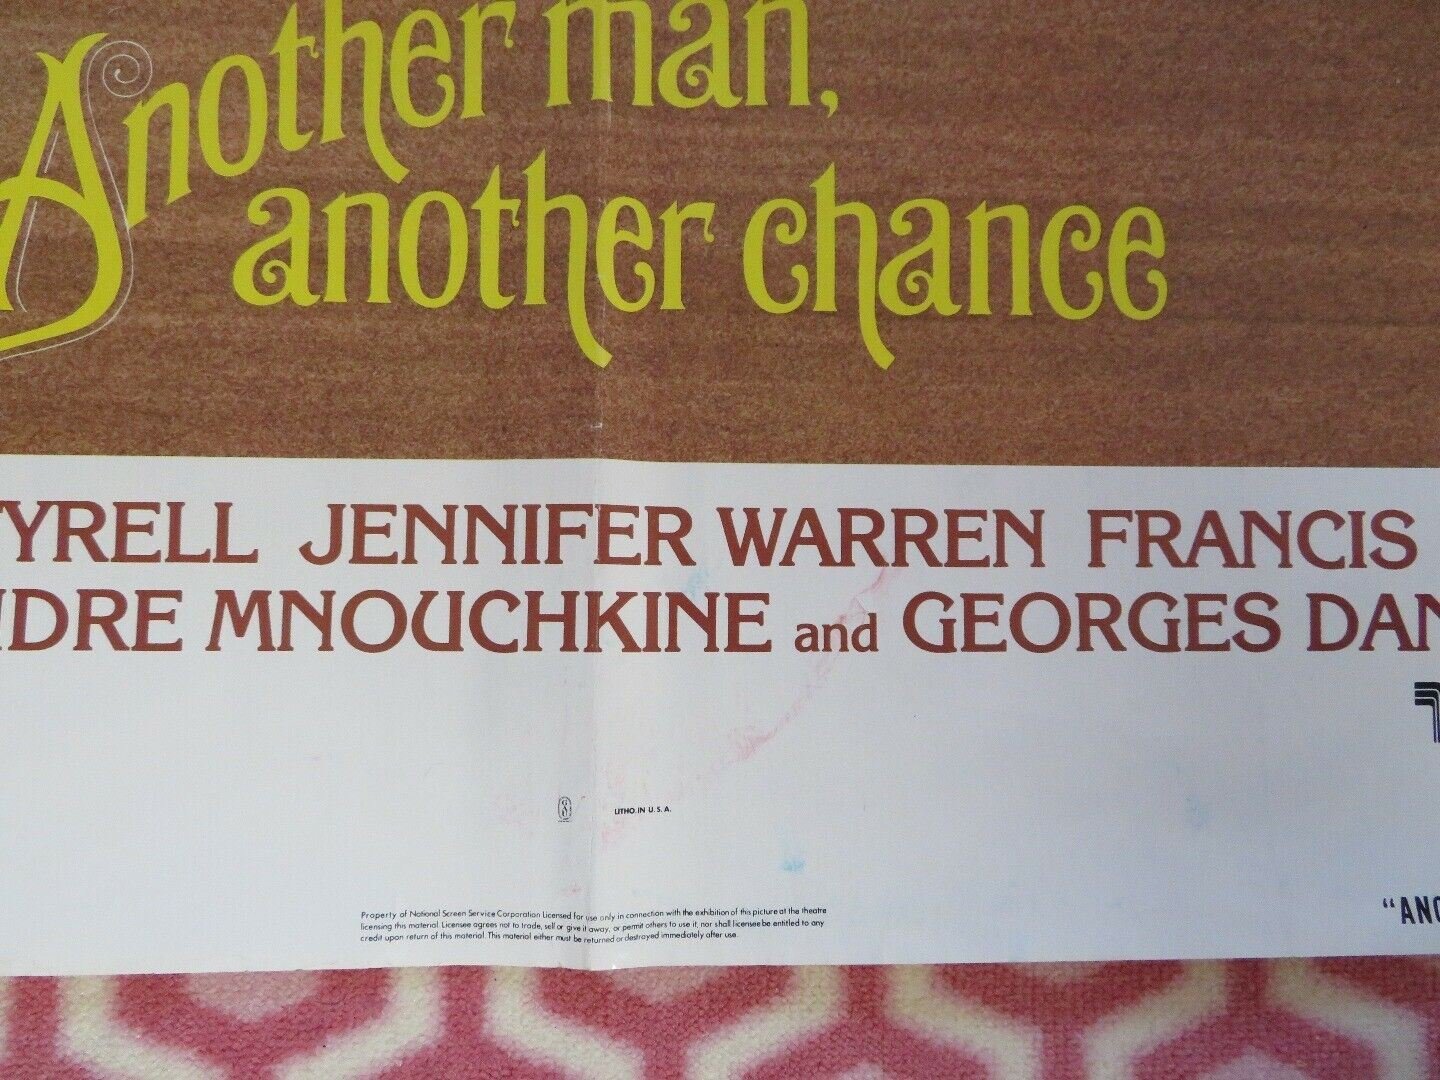 Another man,
another chance
TYRELL JENNIFER WARREN FRANCIS
NDRE MNOUCHKINE and GEORGES DAN
LITHO. IN U. S. A.
Property of National Screen Service Corporation Licensed for use only in connection with the exhibition of this picture at the theatre
licensing this material. Licensee agrees not to trade, sell or give it away, or permit others to use it, nor shall licensee be entitled to any
credit upon return of this material. This material either must be returned or destroyed immediately after use.
"ANO